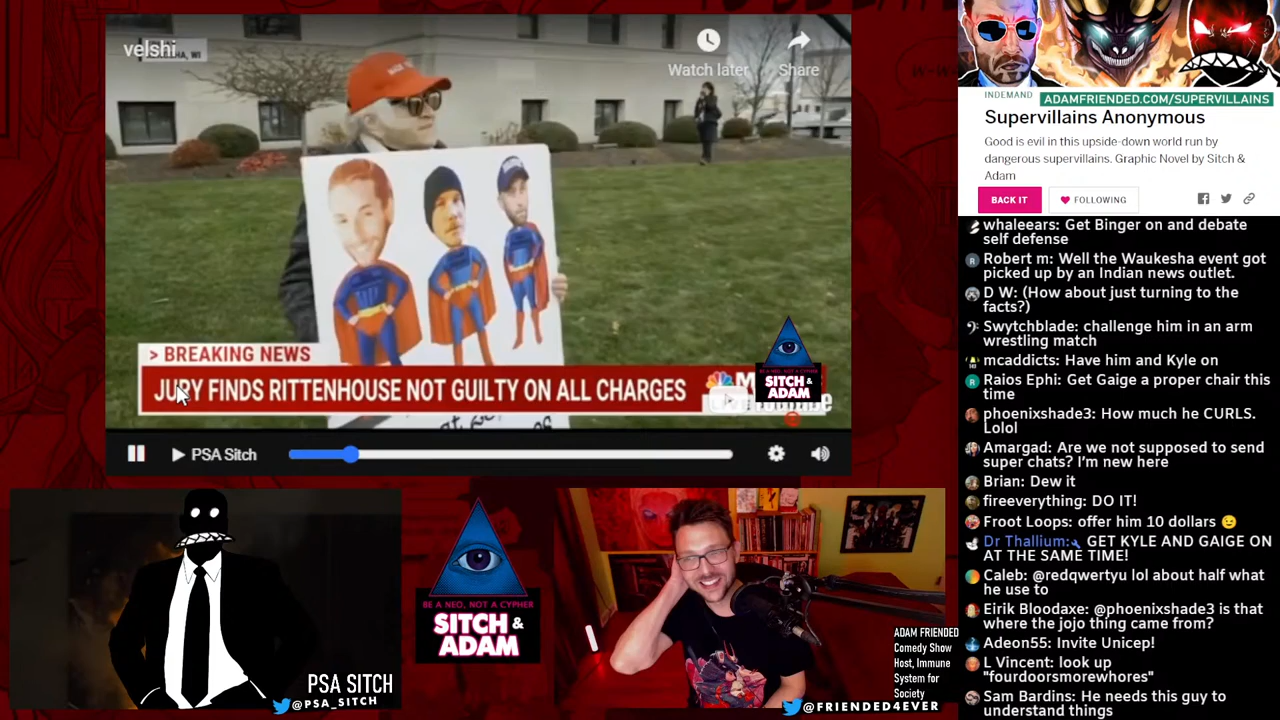 velshi
HA, WI
Watch later
Share
> BREAKING NEWS
JURY FINDS RITTENHOUSE NOT GUILTY ON ALL CHARGES
SITCH &
ADAM
PSA Sitch
BE A NEO, NOT A CYPHER
SITCH &
ADAM
PSA SITCH
@PSA_SITCH
ADAM FRIENDED
Comedy Show
Host, Immune
System for
Society
@FRIENDED4EVER
INDEMAND
ADAMFRIENDED.COM/SUPERVILLAINS
Supervillains Anonymous
Good is evil in this upside-down world run by
dangerous supervillains. Graphic Novel by Sitch &
Adam
BACK IT
FOLLOWING
whaleears: Get Binger on and debate
self defense
Robert m: Well the Waukesha event got
picked up by an Indian news outlet.
D W: (How about just turning to the
facts?)
Swytchblade: challenge him in an arm
wrestling match
mcaddicts: Have him and Kyle on
Raios Ephi: Get Gaige a proper chair this
time
phoenixshade3: How much he CURLS.
Lolol
Amargad: Are we not supposed to send
super chats? I'm new here
Brian: Dew it
fireeverything: DO IT!
Froot Loops: offer him 10 dollars 😉
Dr Thallium: GET KYLE AND GAIGE ON
AT THE SAME TIME!
Caleb: @redqwertyu lol about half what
he use to
Eirik Bloodaxe: @phoenixshade3 is that
where the jojo thing came from?
Adeon55: Invite Unicep!
L Vincent: look up
"fourdoorsmorewhores"
Sam Bardins: He needs this guy to
understand things